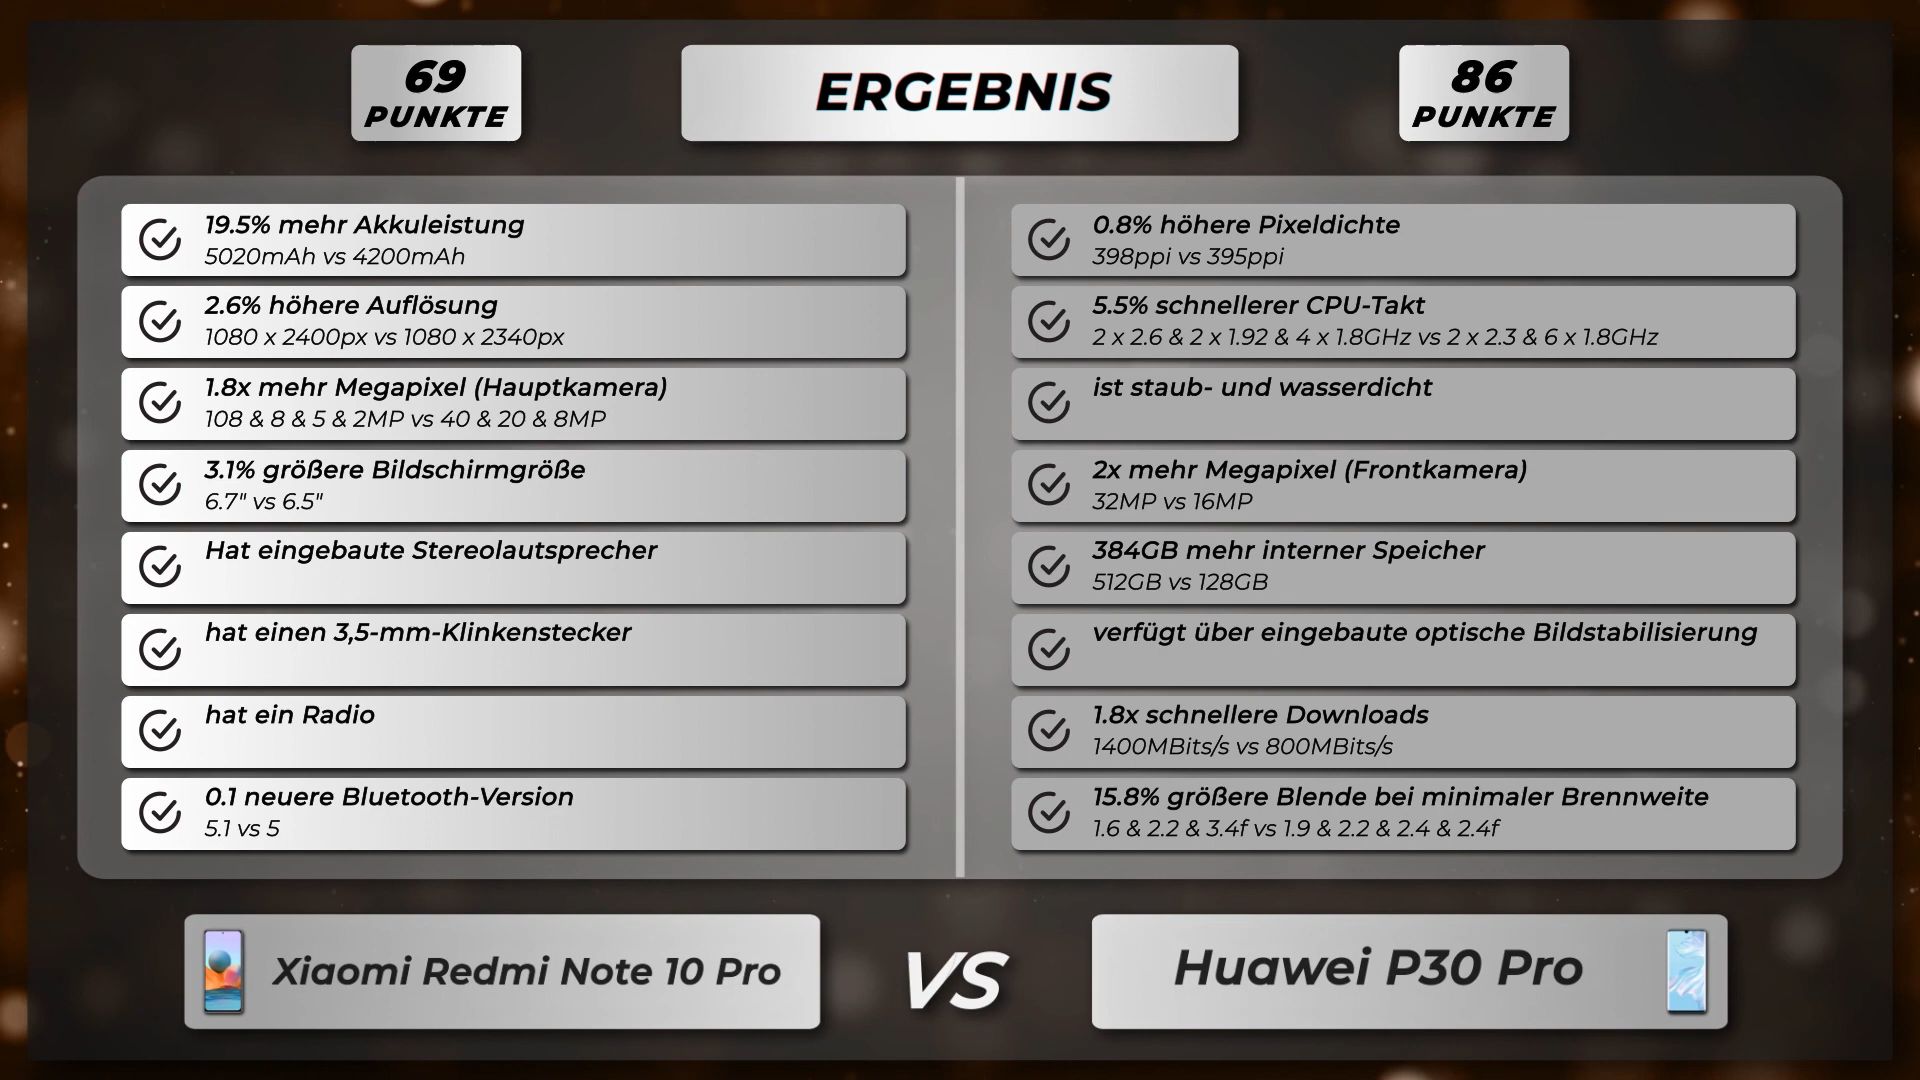 69
PUNKTE
ERGEBNIS
86
PUNKTE
19.5% mehr Akkuleistung
5020mAh vs 4200mAh
2.6% höhere Auflösung
1080 x 2400px vs 1080 x 2340px
1.8x mehr Megapixel (Hauptkamera)
108 & 8 & 5 & 2MP vs 40 & 20 & 8MP
3.1% größere Bildschirmgröße
6.7" vs 6.5"
Hat eingebaute Stereolautsprecher
hat einen 3,5-mm-Klinkenstecker
hat ein Radio
0.1 neuere Bluetooth-Version
5.1 vs 5
0.8% höhere Pixeldichte
398ppi vs 395ppi
5.5% schnellerer CPU-Takt
2 x 2.6 & 2 x 1.92 & 4 x 1.8GHz vs 2 x 2.3 & 6 x 1.8GHz
ist staub- und wasserdicht
2x mehr Megapixel (Frontkamera)
32MP vs 16MP
384GB mehr interner Speicher
512GB vs 128GB
verfügt über eingebaute optische Bildstabilisierung
1.8x schnellere Downloads
1400MBits/s vs 800MBits/s
15.8% größere Blende bei minimaler Brennweite
1.6 & 2.2 & 3.4f vs 1.9 & 2.2 & 2.4 & 2.4f
Xiaomi Redmi Note 10 Pro
VS
Huawei P30 Pro